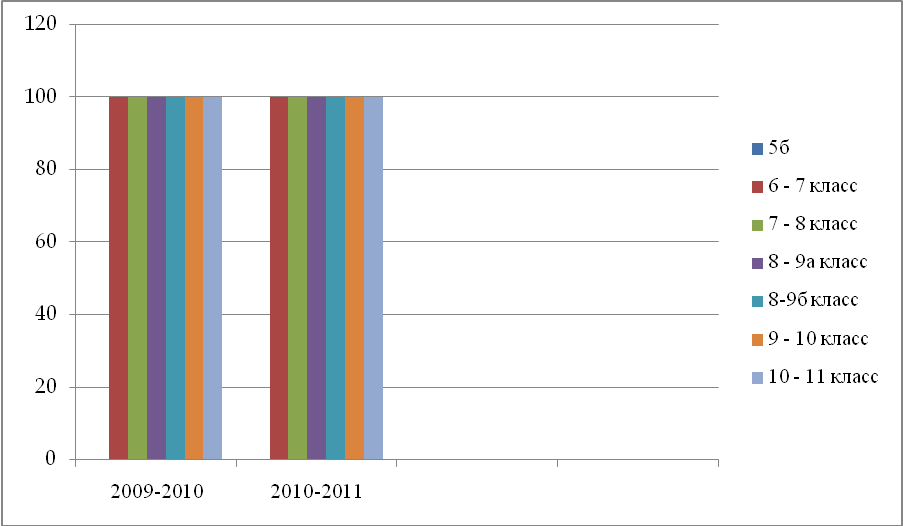 120
100
80
60
40
20
0
2009-2010
2010-2011
5б
6 - 7 класс
7 - 8 класс
8 - 9а класс
8-9б класс
9 - 10 класс
10 - 11 класс